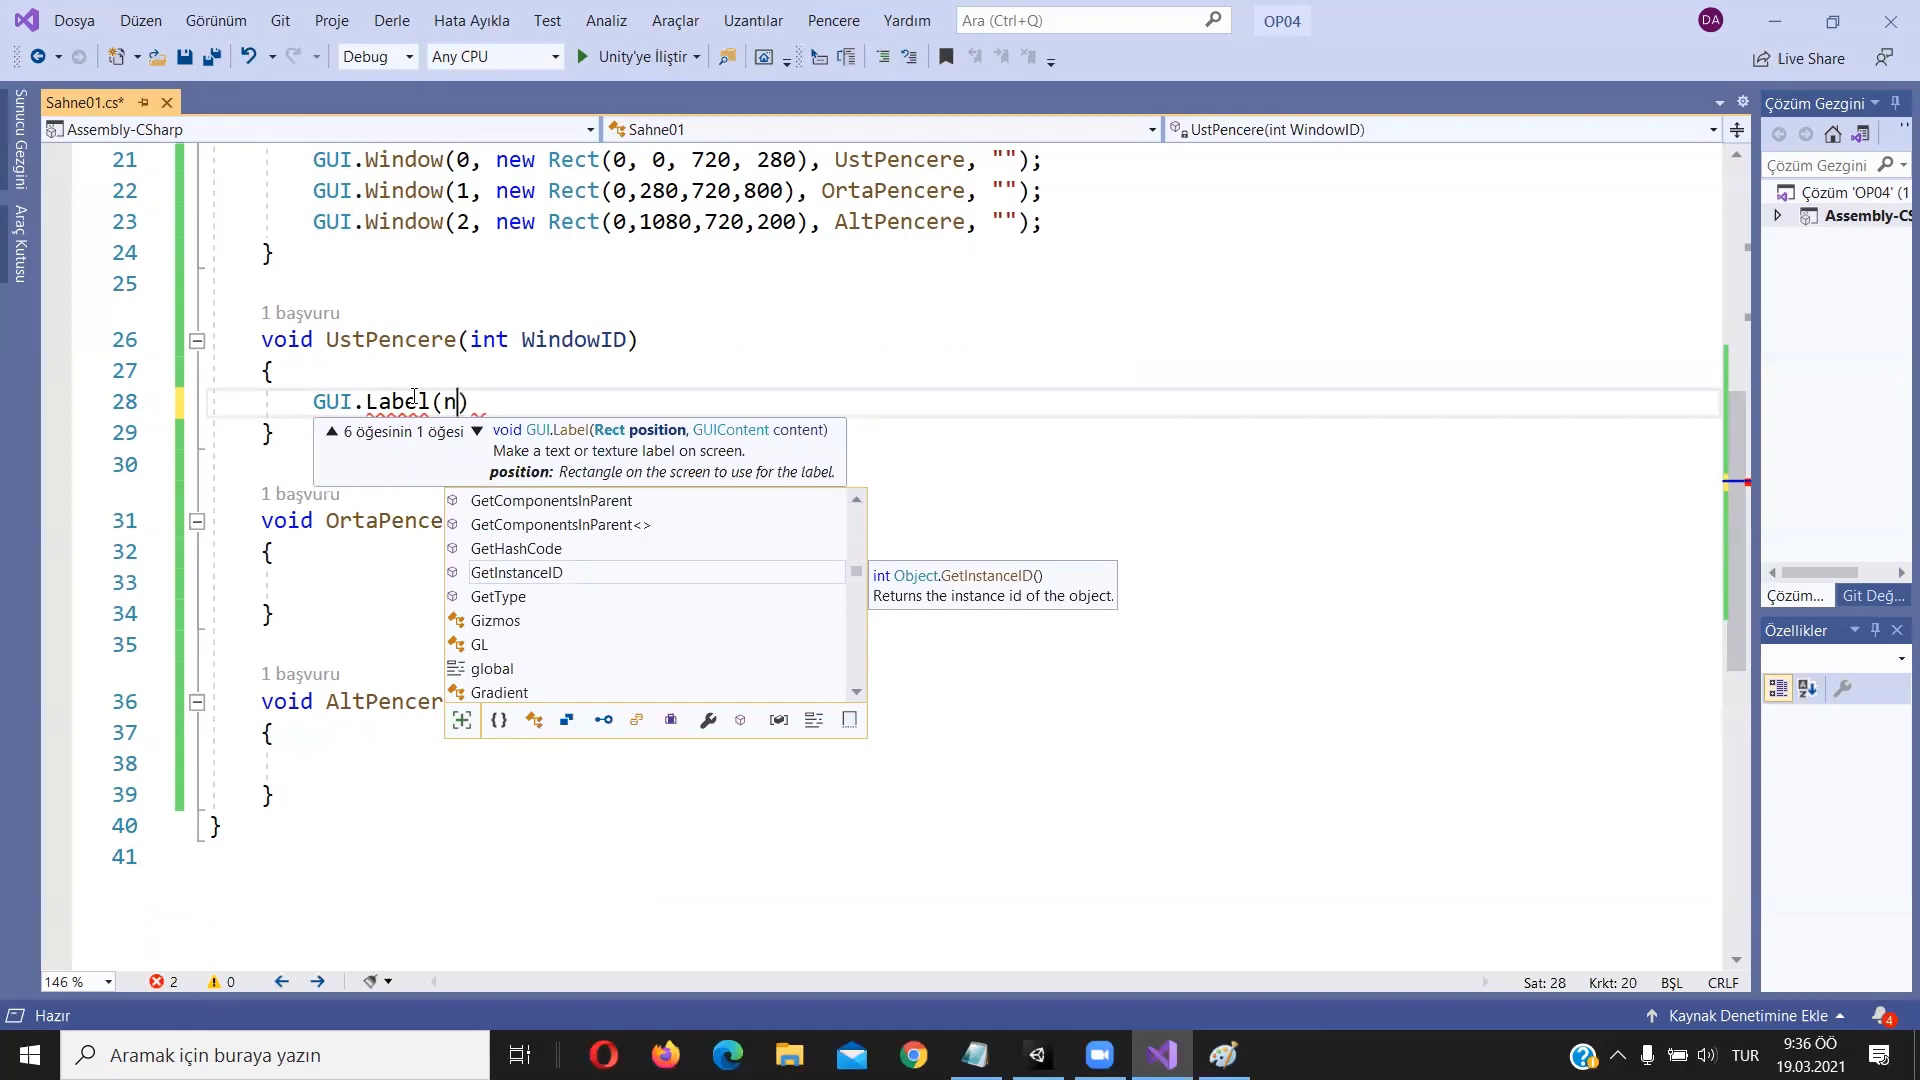 Dosya Düzen Görünüm Git Proje Derle Hata Ayıkla Test Analiz Araçlar Uzantılar Pencere Yardım Ara (Ctrl+Q) OP04 DA
Debug Any CPU Unity'ye İliştir Live Share
Sunucu Gezgini
Araç Kutusu
Sahne01.cs*
Assembly-CSharp Sahne01 UstPencere(int WindowID)
21 GUI.Window(0, new Rect(0, 0, 720, 280), UstPencere, "");
22 GUI.Window(1, new Rect(0,280,720,800), OrtaPencere, "");
23 GUI.Window(2, new Rect(0,1080,720,200), AltPencere, "");
24 }
25
1 başvuru
26 void UstPencere(int WindowID)
27 {
28 GUI.Label(n)
29 }
30
1 başvuru
31 void OrtaPence
32 {
33
34 }
35
1 başvuru
36 void AltPencer
37 {
38
39 }
40 }
41
6 öğesinin 1 öğesi void GUI.Label(Rect position, GUIContent content)
Make a text or texture label on screen.
position: Rectangle on the screen to use for the label.
GetComponentsInParent
GetComponentsInParent<>
GetHashCode
GetInstanceID
GetType
Gizmos
GL
global
Gradient
int Object.GetInstanceID()
Returns the instance id of the object.
Çözüm Gezgini
Çözüm Gezgini
Çözüm 'OP04' (1
Assembly-CS
Çözüm... Git Değ...
Özellikler
146 % 2 0 Sat: 28 Krkt: 20 BŞL CRLF
Hazır Kaynak Denetimine Ekle 4
Aramak için buraya yazın TUR 9:36 ÖÖ
19.03.2021